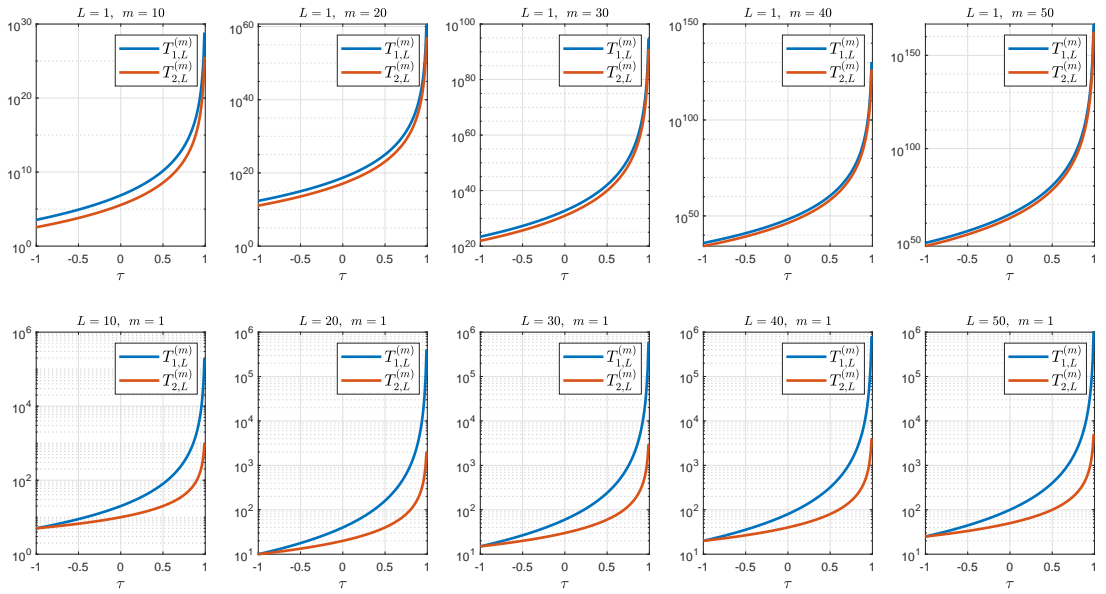 L = 1, m = 10
10^30
10^20
10^10
10^0
-1 -0.5 0 0.5 1
τ
T_{1,L}^{(m)}
T_{2,L}^{(m)}
L = 1, m = 20
10^60
10^40
10^20
10^0
-1 -0.5 0 0.5 1
τ
T_{1,L}^{(m)}
T_{2,L}^{(m)}
L = 1, m = 30
10^100
10^80
10^60
10^40
10^20
-1 -0.5 0 0.5 1
τ
T_{1,L}^{(m)}
T_{2,L}^{(m)}
L = 1, m = 40
10^150
10^100
10^50
-1 -0.5 0 0.5 1
τ
T_{1,L}^{(m)}
T_{2,L}^{(m)}
L = 1, m = 50
10^150
10^100
10^50
-1 -0.5 0 0.5 1
τ
T_{1,L}^{(m)}
T_{2,L}^{(m)}
L = 10, m = 1
10^6
10^4
10^2
10^0
-1 -0.5 0 0.5 1
τ
T_{1,L}^{(m)}
T_{2,L}^{(m)}
L = 20, m = 1
10^6
10^5
10^4
10^3
10^2
10^1
-1 -0.5 0 0.5 1
τ
T_{1,L}^{(m)}
T_{2,L}^{(m)}
L = 30, m = 1
10^6
10^5
10^4
10^3
10^2
10^1
-1 -0.5 0 0.5 1
τ
T_{1,L}^{(m)}
T_{2,L}^{(m)}
L = 40, m = 1
10^6
10^5
10^4
10^3
10^2
10^1
-1 -0.5 0 0.5 1
τ
T_{1,L}^{(m)}
T_{2,L}^{(m)}
L = 50, m = 1
10^6
10^5
10^4
10^3
10^2
10^1
-1 -0.5 0 0.5 1
τ
T_{1,L}^{(m)}
T_{2,L}^{(m)}